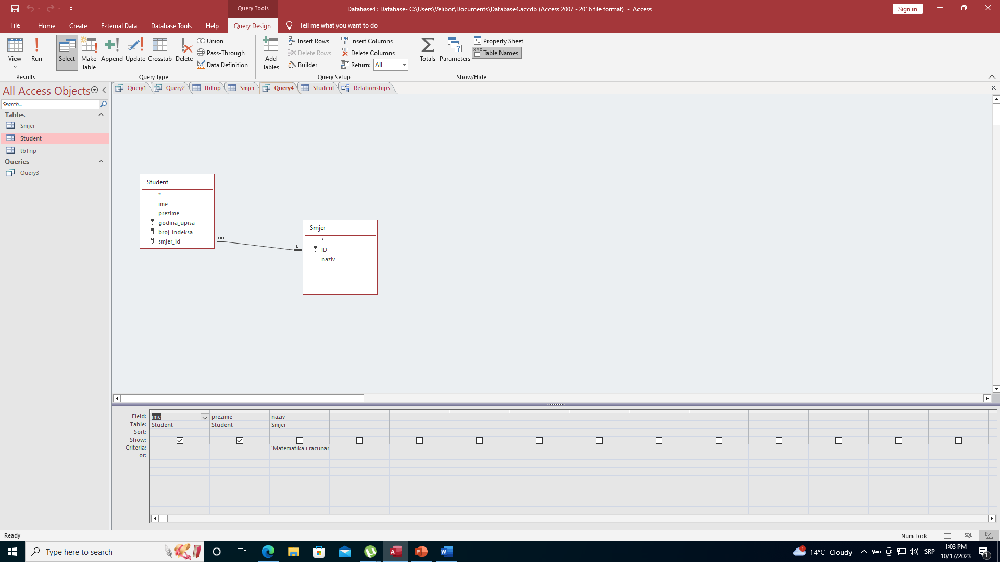 Query Tools
Database4 : Database- C:\Users\Velibor\Documents\Database4.accdb (Access 2007 - 2016 file format) - Access
Sign in
File Home Create External Data Database Tools Help Query Design Tell me what you want to do
View
Run
Results
Select
Make Table
Append
Update
Crosstab
Delete
Union
Pass-Through
Data Definition
Query Type
Add Tables
Insert Rows
Delete Rows
Builder
Insert Columns
Delete Columns
Return: All
Query Setup
Totals
Parameters
Property Sheet
Table Names
Show/Hide
All Access Objects
Search...
Tables
Smjer
Student
tbTrip
Queries
Query3
Query1 Query2 tbTrip Smjer Query4 Student Relationships
Student
*
ime
prezime
godina_upisa
broj_indeksa
smjer_id
∞
1
Smjer
*
ID
naziv
Field: ime prezime naziv
Table: Student Student Smjer
Sort:
Show:
Criteria: 'Matematika i racunar
or:
Ready
Num Lock
SQL
Type here to search
1
14°C Cloudy
SRP
1:03 PM
10/17/2023
1